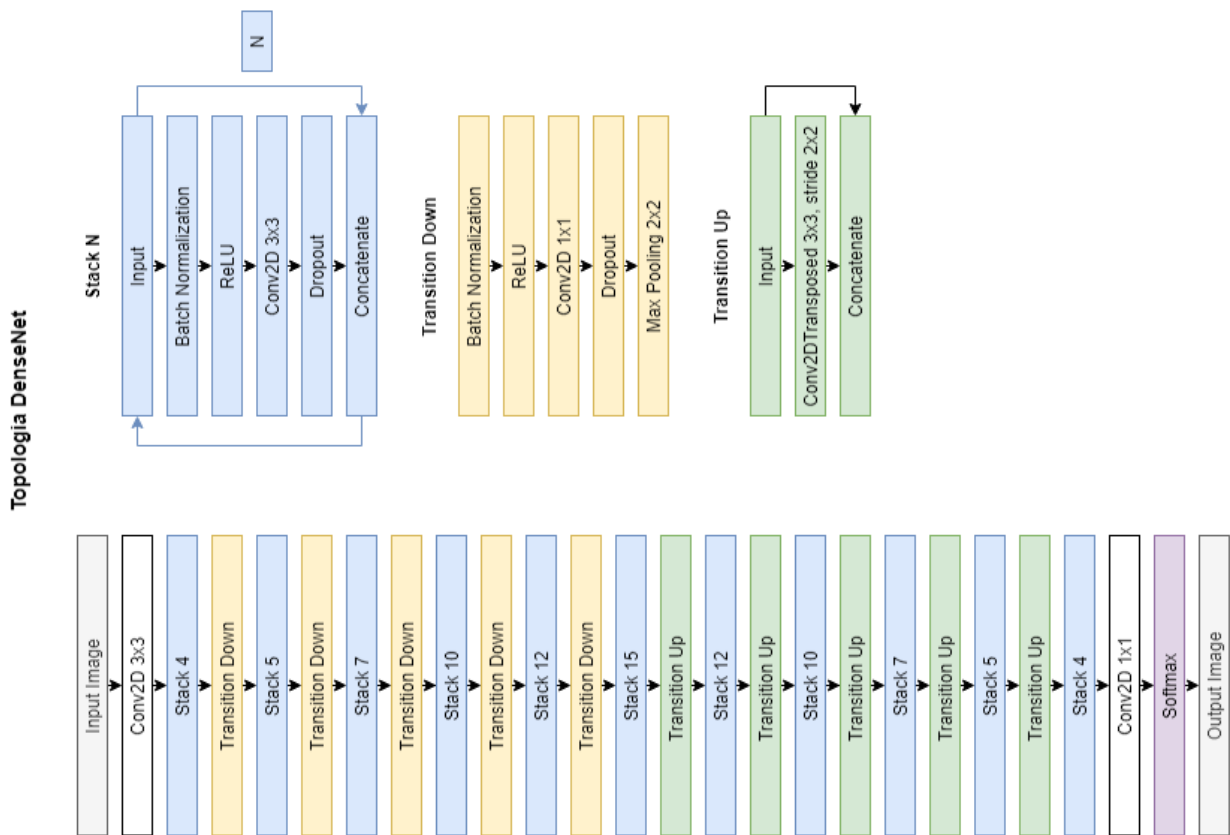 Topologia DenseNet
Input Image
Conv2D 3x3
Stack 4
Transition Down
Stack 5
Transition Down
Stack 7
Transition Down
Stack 10
Transition Down
Stack 12
Transition Down
Stack 15
Transition Up
Stack 12
Transition Up
Stack 10
Transition Up
Stack 7
Transition Up
Stack 5
Transition Up
Stack 4
Conv2D 1x1
Softmax
Output Image
Stack N
Input
Batch Normalization
ReLU
Conv2D 3x3
Dropout
Concatenate
N
Transition Down
Batch Normalization
ReLU
Conv2D 1x1
Dropout
Max Pooling 2x2
Transition Up
Input
Conv2DTransposed 3x3, stride 2x2
Concatenate